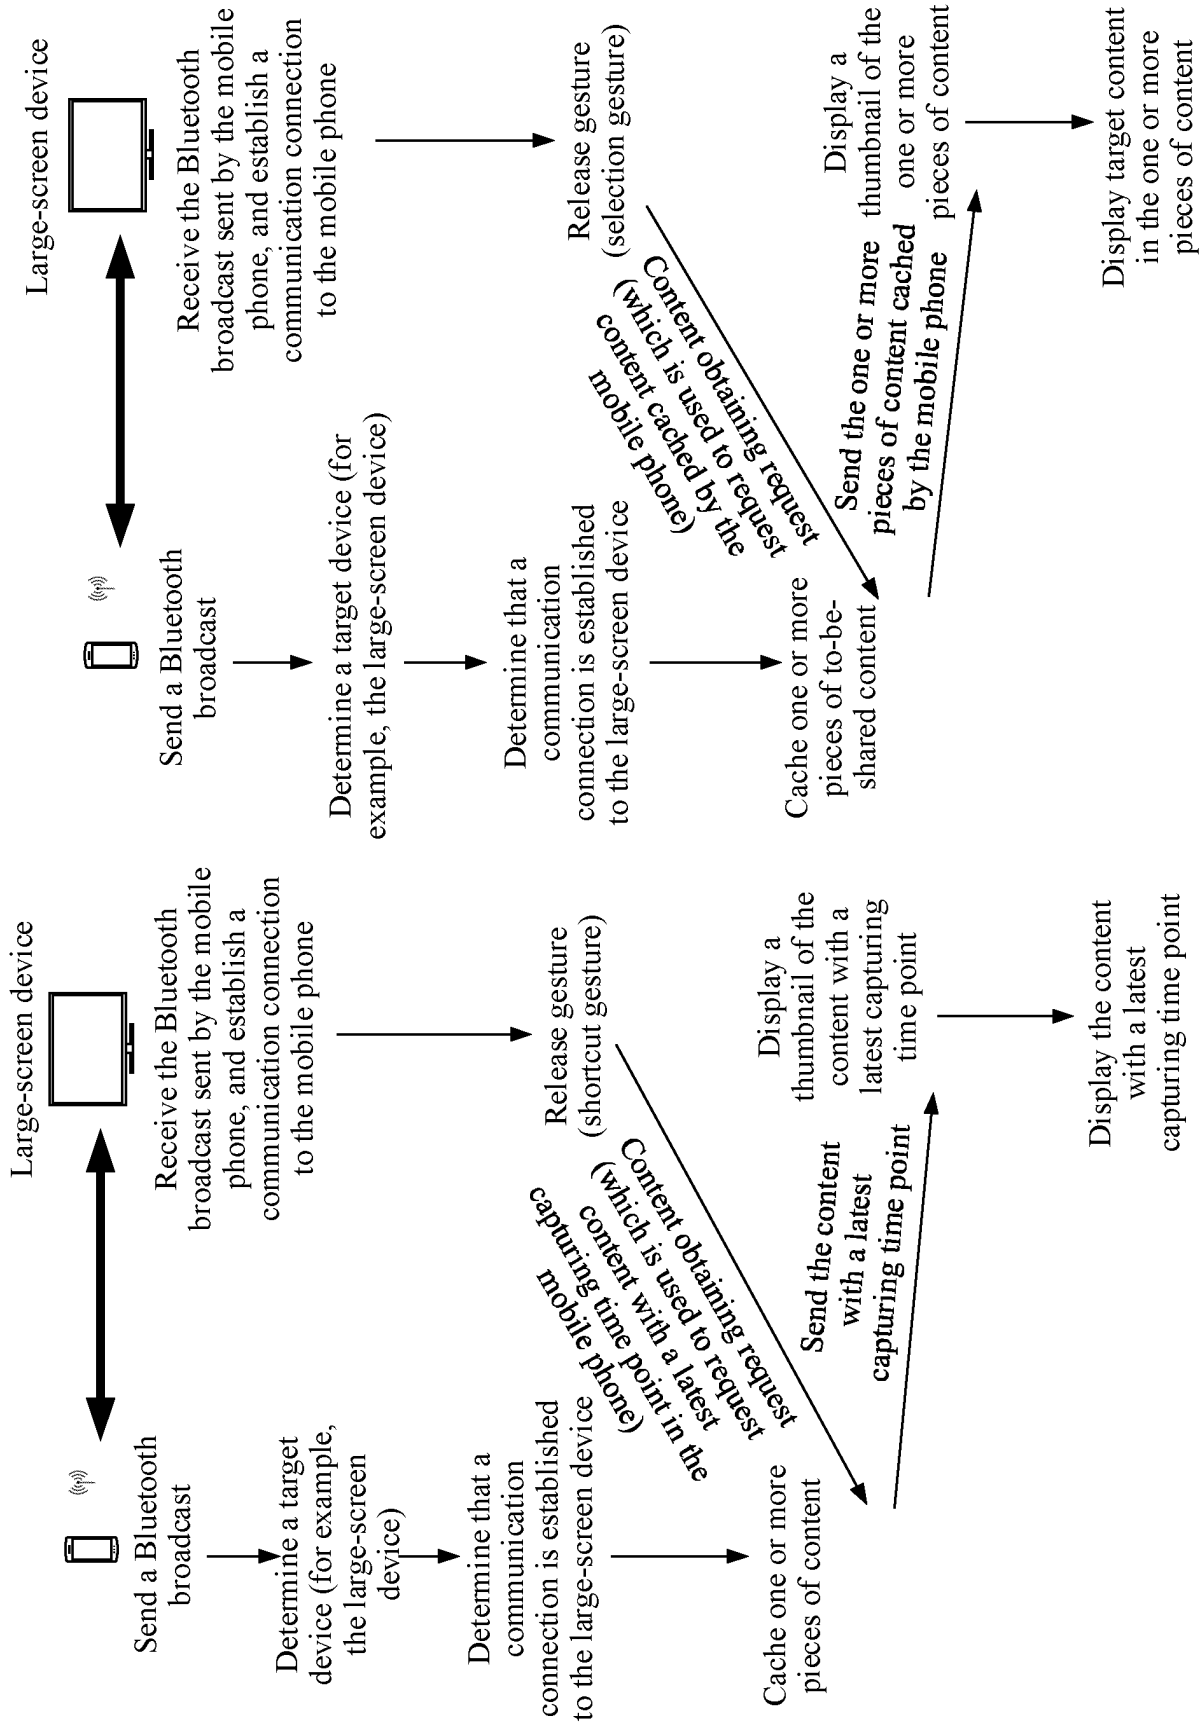 Large-screen device
Send a Bluetooth
broadcast
Receive the Bluetooth
broadcast sent by the mobile
phone, and establish a
communication connection
to the mobile phone
Determine a target
device (for example,
the large-screen
device)
Determine that a
communication
connection is established
to the large-screen device
Release gesture
(shortcut gesture)
Content obtaining request
(which is used to request
content with a latest
capturing time point in the
mobile phone)
Cache one or more
pieces of content
Send the content
with a latest
capturing time point
Display a
thumbnail of the
content with a
latest capturing
time point
Display the content
with a latest
capturing time point
Large-screen device
Send a Bluetooth
broadcast
Receive the Bluetooth
broadcast sent by the mobile
phone, and establish a
communication connection
to the mobile phone
Determine a target device (for
example, the large-screen device)
Determine that a
communication
connection is established
to the large-screen device
Release gesture
(selection gesture)
Content obtaining request
(which is used to request
content cached by the
mobile phone)
Cache one or more
pieces of to-be-
shared content
Send the one or more
pieces of content cached
by the mobile phone
Display a
thumbnail of the
one or more
pieces of content
Display target content
in the one or more
pieces of content